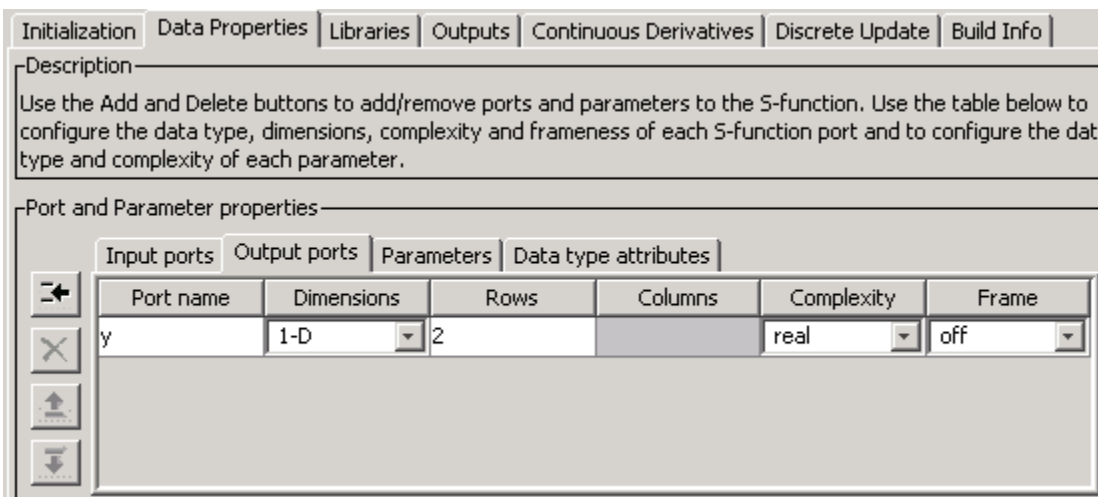 Initialization Data Properties Libraries Outputs Continuous Derivatives Discrete Update Build Info
Description
Use the Add and Delete buttons to add/remove ports and parameters to the S-function. Use the table below to
configure the data type, dimensions, complexity and frameness of each S-function port and to configure the dat
type and complexity of each parameter.
Port and Parameter properties
Input ports Output ports Parameters Data type attributes
Port name Dimensions Rows Columns Complexity Frame
y 1-D 2 real off